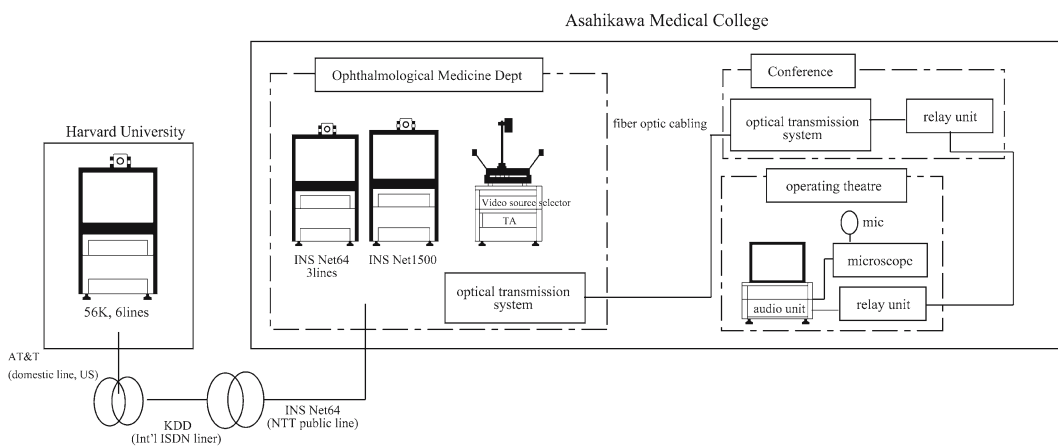 Asahikawa Medical College
Ophthalmological Medicine Dept
Conference
Harvard University
fiber optic cabling
optical transmission
system
relay unit
operating theatre
mic
Video source selector
TA
INS Net64
3lines
INS Net1500
microscope
56K, 6lines
optical transmission
system
audio unit
relay unit
AT&T
(domestic line, US)
KDD
(Int'l ISDN liner)
INS Net64
(NTT public line)